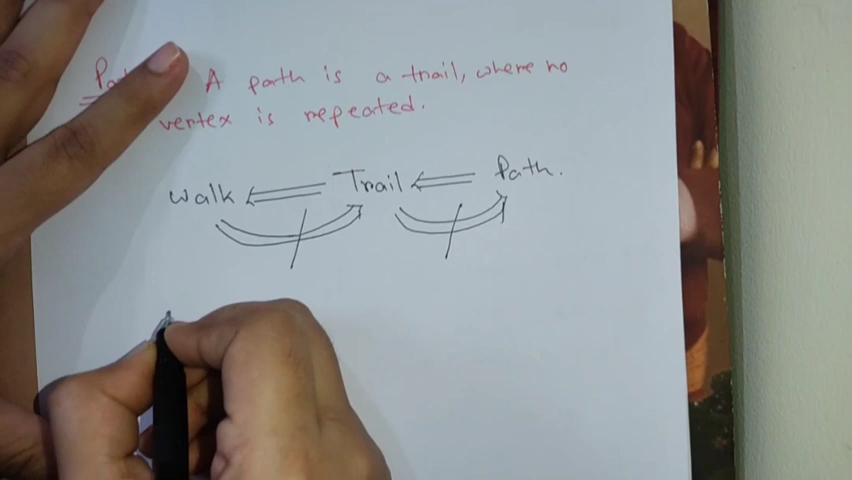 A path is a trail, where no
vertex is repeated.
Walk ⇐ Trail ⇐ Path.